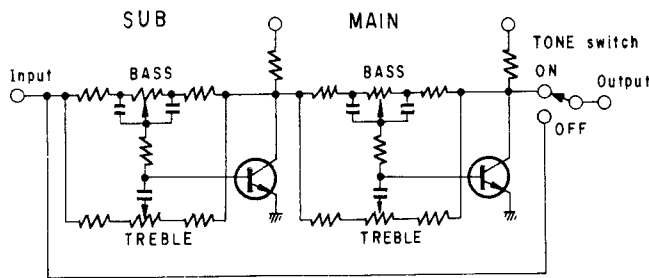 SUB
MAIN
TONE switch
Input
BASS
BASS
ON
Output
OFF
TREBLE
TREBLE